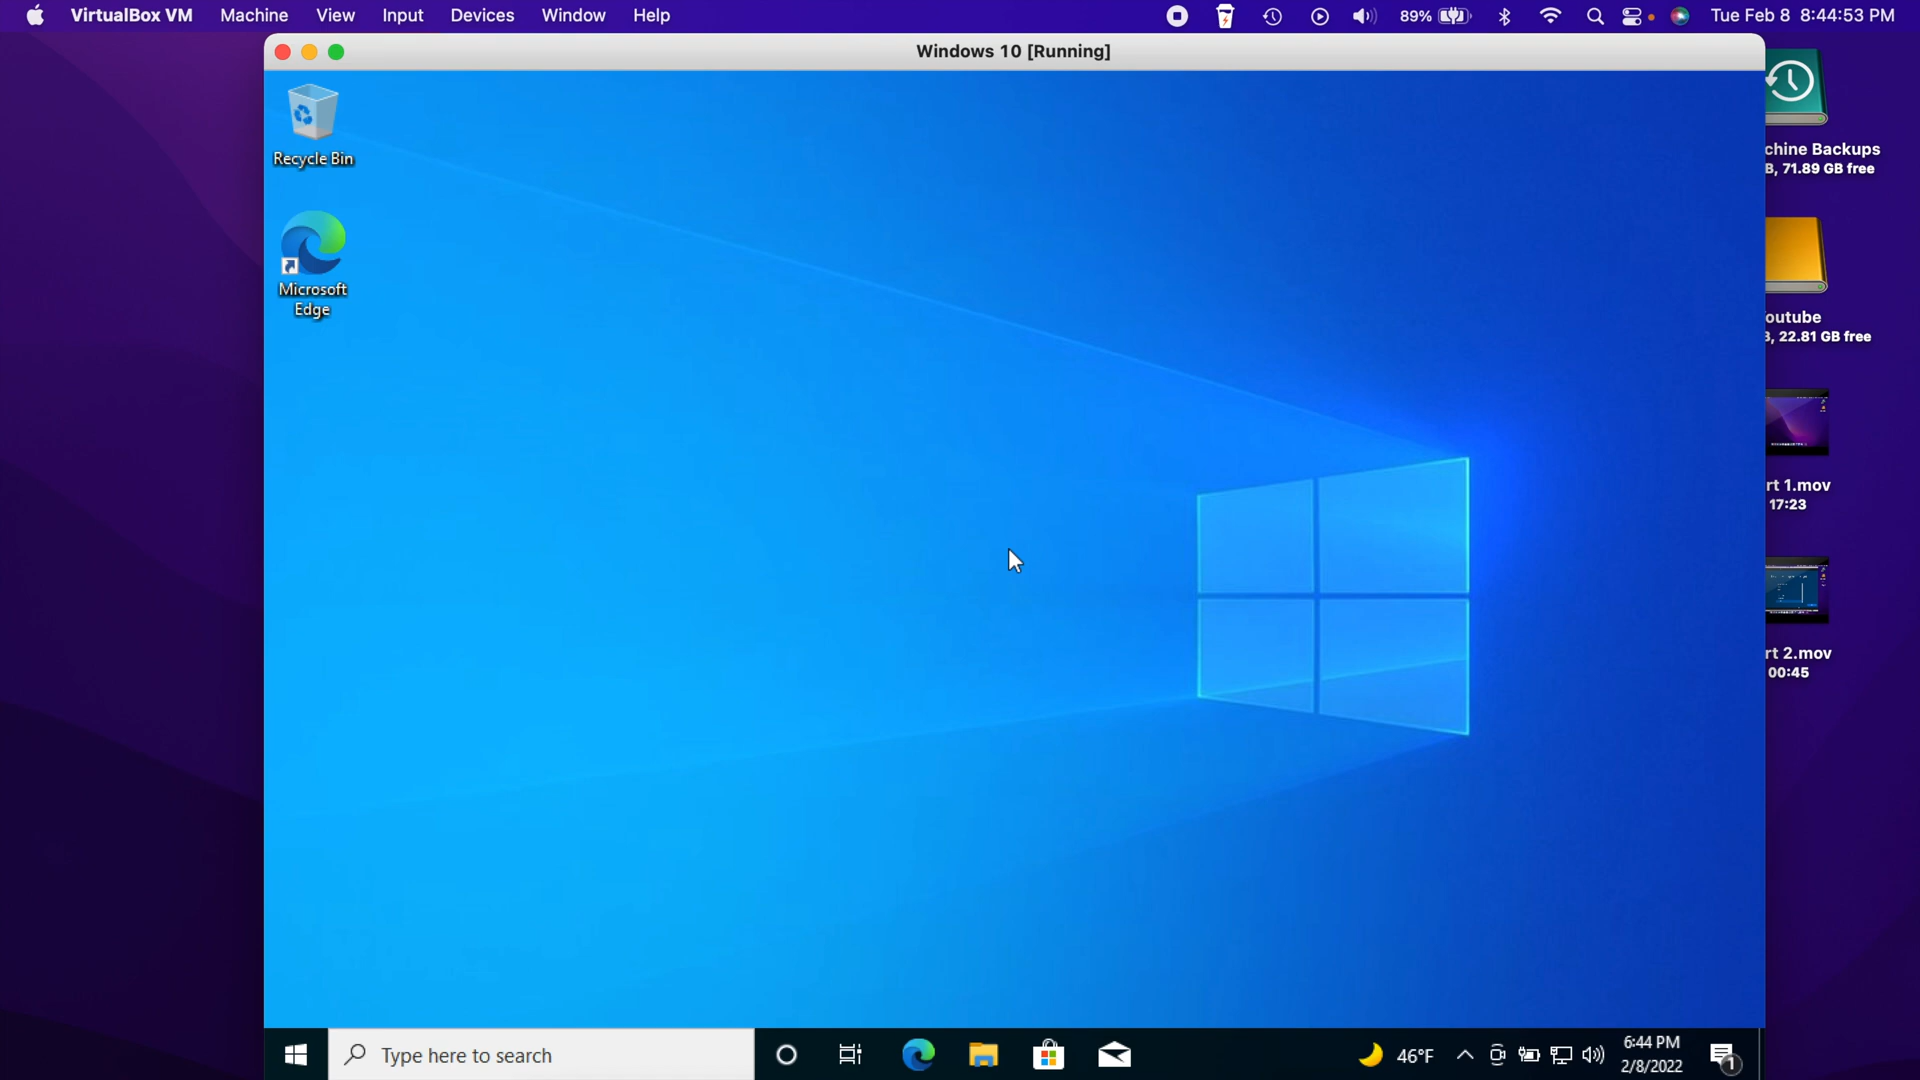 VirtualBox VM Machine View Input Devices Window Help 89% Tue Feb 8 8:44:53 PM
Windows 10 [Running]
Recycle Bin
Microsoft
Edge
chine Backups
B, 71.89 GB free
outube
B, 22.81 GB free
rt 1.mov
17:23
rt 2.mov
00:45
Type here to search
46°F
6:44 PM
2/8/2022
1